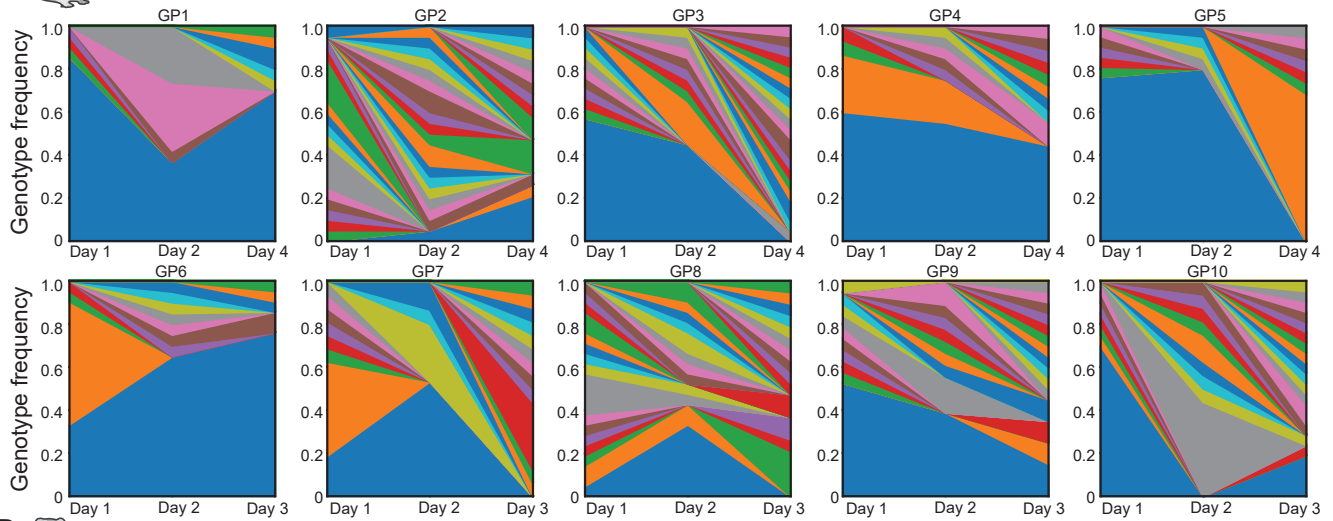 GP1 GP2 GP3 GP4 GP5
Genotype frequency
1.0 1.0 1.0 1.0 1.0
0.8 0.8 0.8 0.8 0.8
0.6 0.6 0.6 0.6 0.6
0.4 0.4 0.4 0.4 0.4
0.2 0.2 0.2 0.2 0.2
0 0 0 0 0
Day 1 Day 2 Day 4 Day 1 Day 2 Day 4 Day 1 Day 2 Day 4 Day 1 Day 2 Day 4 Day 1 Day 2 Day 4
GP6 GP7 GP8 GP9 GP10
Genotype frequency
1.0 1.0 1.0 1.0 1.0
0.8 0.8 0.8 0.8 0.8
0.6 0.6 0.6 0.6 0.6
0.4 0.4 0.4 0.4 0.4
0.2 0.2 0.2 0.2 0.2
0 0 0 0 0
Day 1 Day 2 Day 3 Day 1 Day 2 Day 3 Day 1 Day 2 Day 3 Day 1 Day 2 Day 3 Day 1 Day 2 Day 3